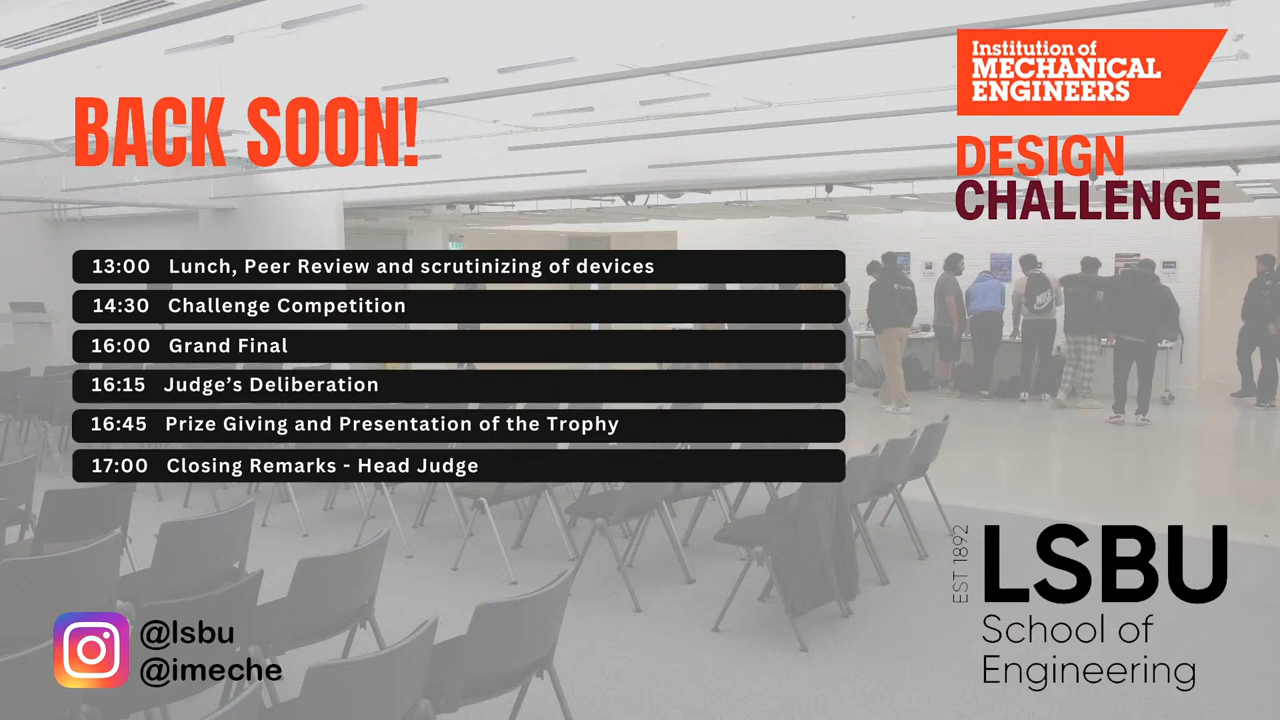 BACK SOON!
13:00 Lunch, Peer Review and scrutinizing of devices
14:30 Challenge Competition
16:00 Grand Final
16:15 Judge’s Deliberation
16:45 Prize Giving and Presentation of the Trophy
17:00 Closing Remarks - Head Judge
@lsbu
@imeche
Institution of
MECHANICAL
ENGINEERS
DESIGN
CHALLENGE
EST 1892
LSBU
School of
Engineering